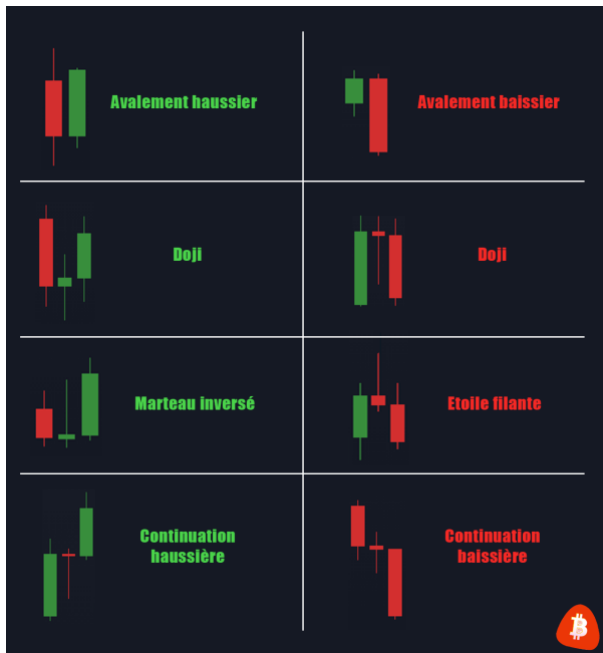 Avalement haussier
Avalement baissier
Doji
Doji
Marteau inversé
Etoile filante
Continuation
haussière
Continuation
baissière